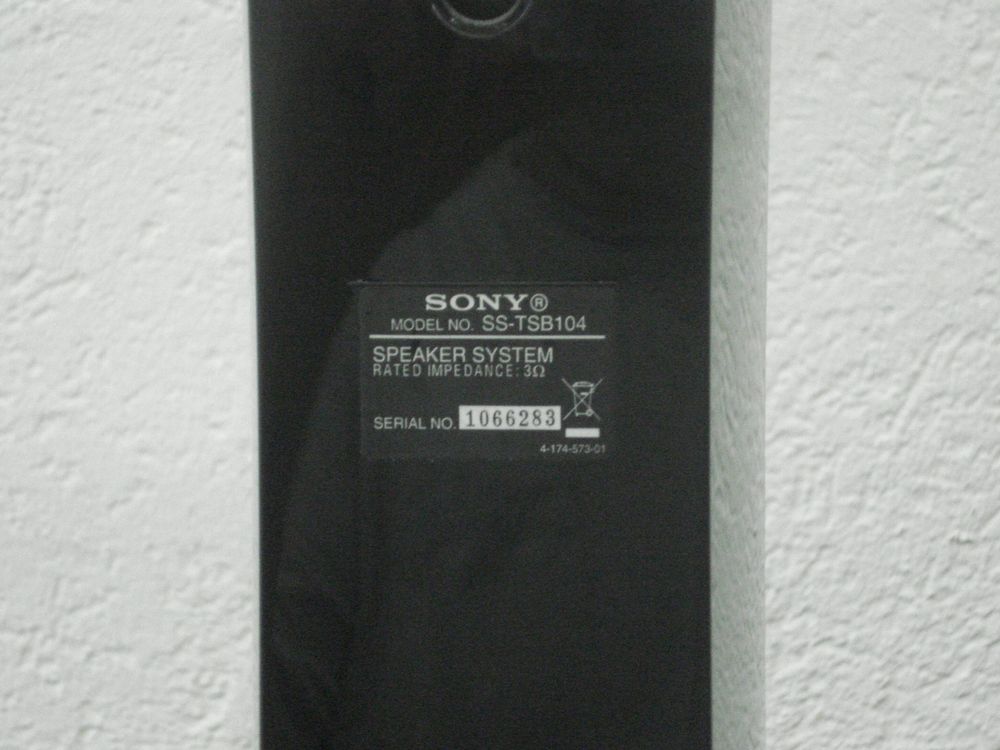 SONY®
MODEL NO. SS-TSB104
SPEAKER SYSTEM
RATED IMPEDANCE: 3Ω
SERIAL NO. 1066283
4-174-573-01